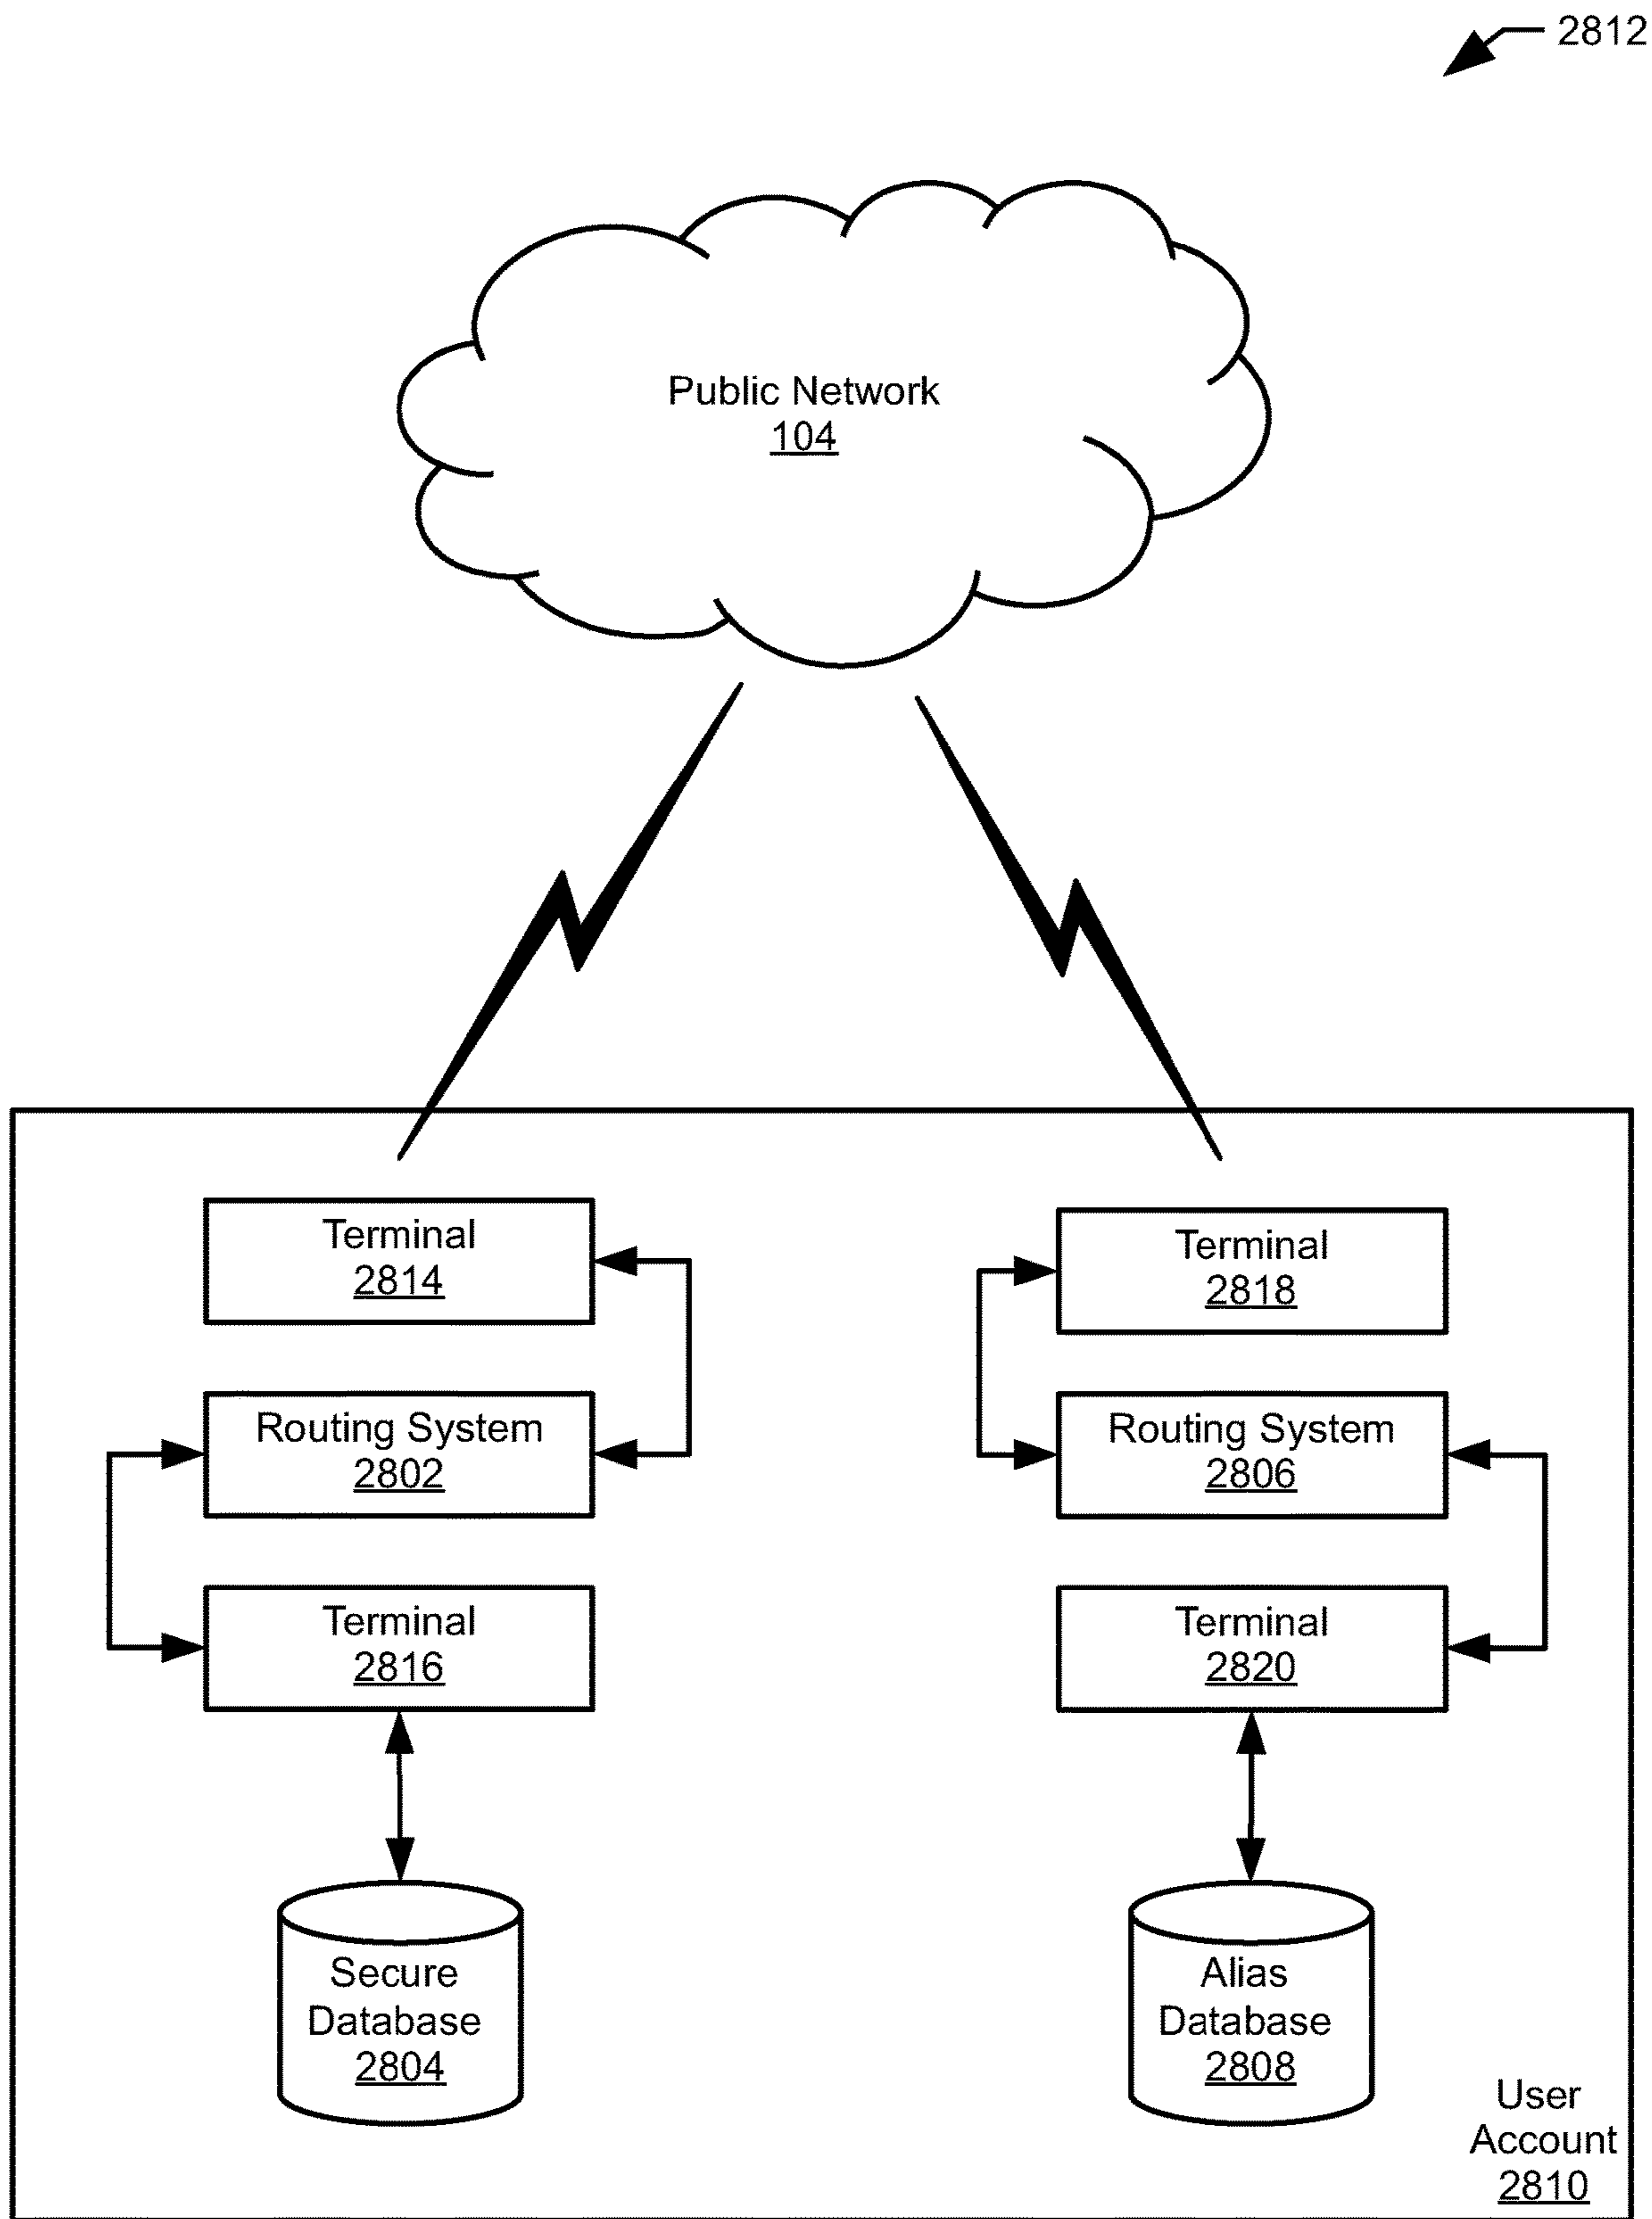 2812
Public Network
104
Terminal
2814
Terminal
2818
Routing System
2802
Routing System
2806
Terminal
2816
Terminal
2820
Secure
Database
2804
Alias
Database
2808
User
Account
2810